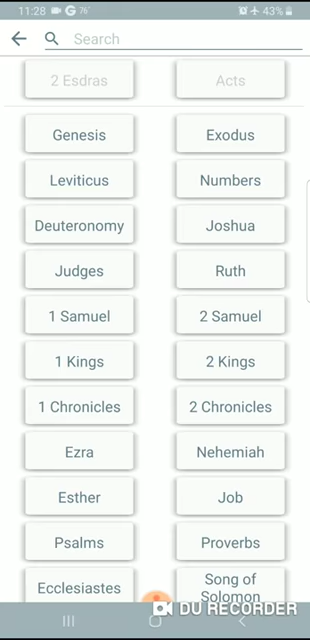 11:28 G 76° 43%
Search
2 Esdras Acts
Genesis Exodus
Leviticus Numbers
Deuteronomy Joshua
Judges Ruth
1 Samuel 2 Samuel
1 Kings 2 Kings
1 Chronicles 2 Chronicles
Ezra Nehemiah
Esther Job
Psalms Proverbs
Ecclesiastes Song of
Solomon
DU RECORDER